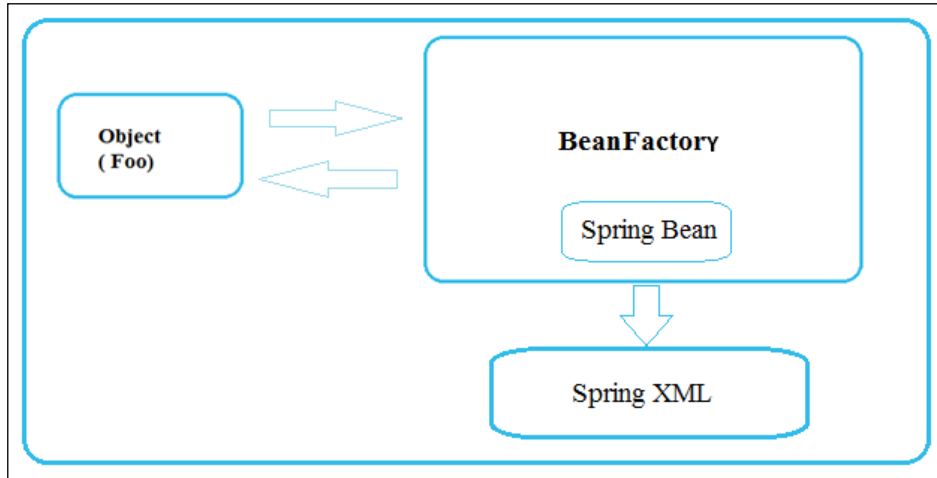 Object
( Foo)
BeanFactory
Spring Bean
Spring XML